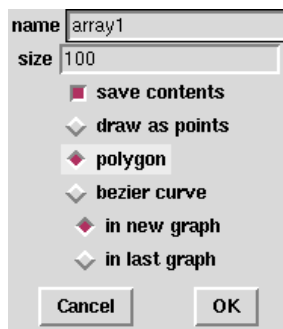 name array1
size 100
save contents
draw as points
polygon
bezier curve
in new graph
in last graph
Cancel OK